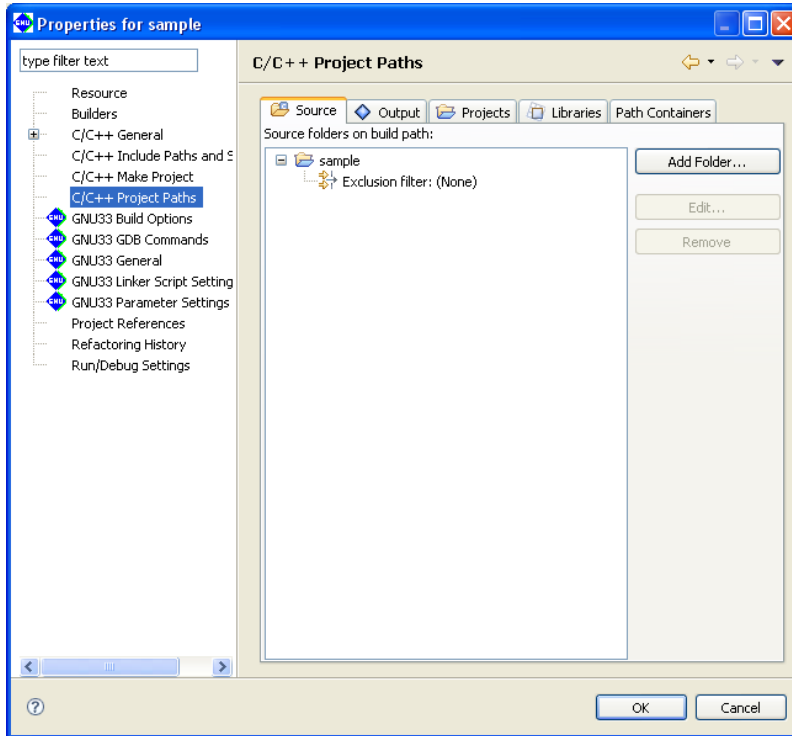 Properties for sample
type filter text
Resource
Builders
C/C++ General
C/C++ Include Paths and S
C/C++ Make Project
C/C++ Project Paths
GNU33 Build Options
GNU33 GDB Commands
GNU33 General
GNU33 Linker Script Setting
GNU33 Parameter Settings
Project References
Refactoring History
Run/Debug Settings
C/C++ Project Paths
Source Output Projects Libraries Path Containers
Source folders on build path:
sample
Exclusion filter: (None)
Add Folder...
Edit...
Remove
OK Cancel